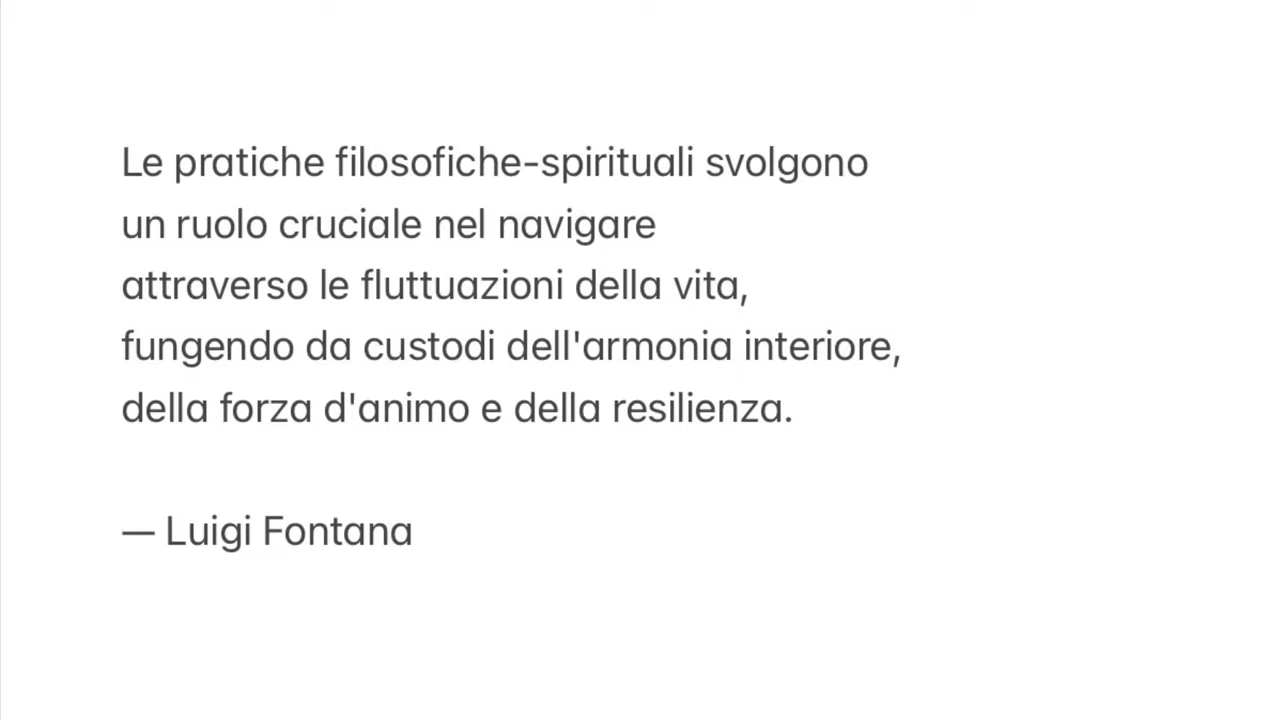 Le pratiche filosofiche-spirituali svolgono
un ruolo cruciale nel navigare
attraverso le fluttuazioni della vita,
fungendo da custodi dell'armonia interiore,
della forza d'animo e della resilienza.
— Luigi Fontana